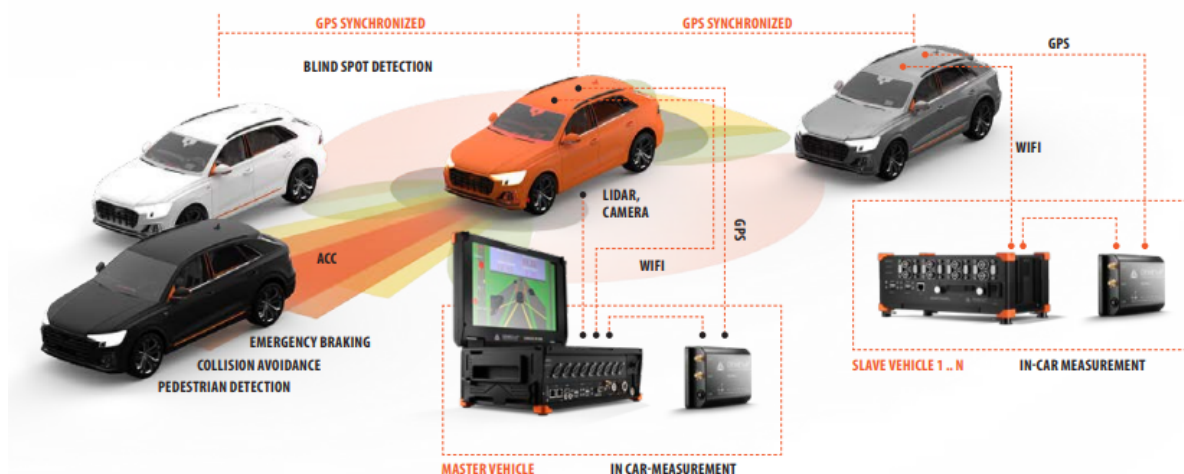 GPS SYNCHRONIZED
GPS SYNCHRONIZED
GPS
BLIND SPOT DETECTION
WIFI
LIDAR,
CAMERA
GPS
ACC
WIFI
EMERGENCY BRAKING
COLLISION AVOIDANCE
PEDESTRIAN DETECTION
SLAVE VEHICLE 1 .. N
IN-CAR MEASUREMENT
MASTER VEHICLE
IN CAR-MEASUREMENT